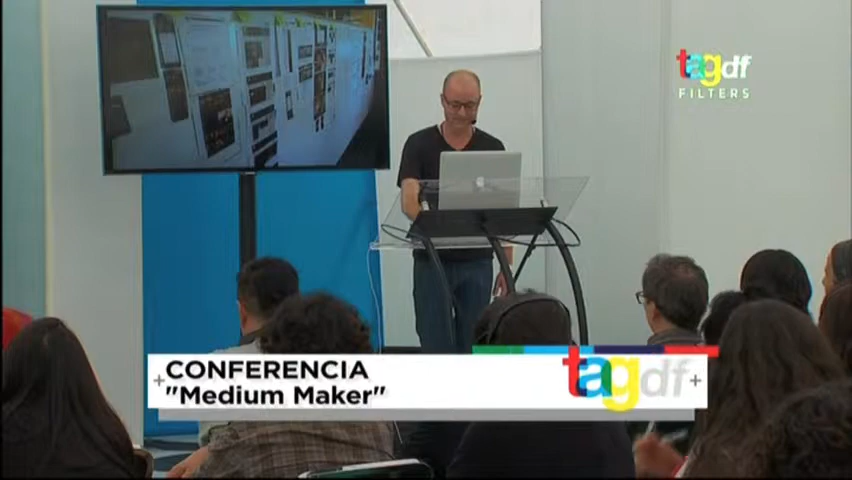 tagdf
FILTERS
CONFERENCIA
"Medium Maker"
tagdf